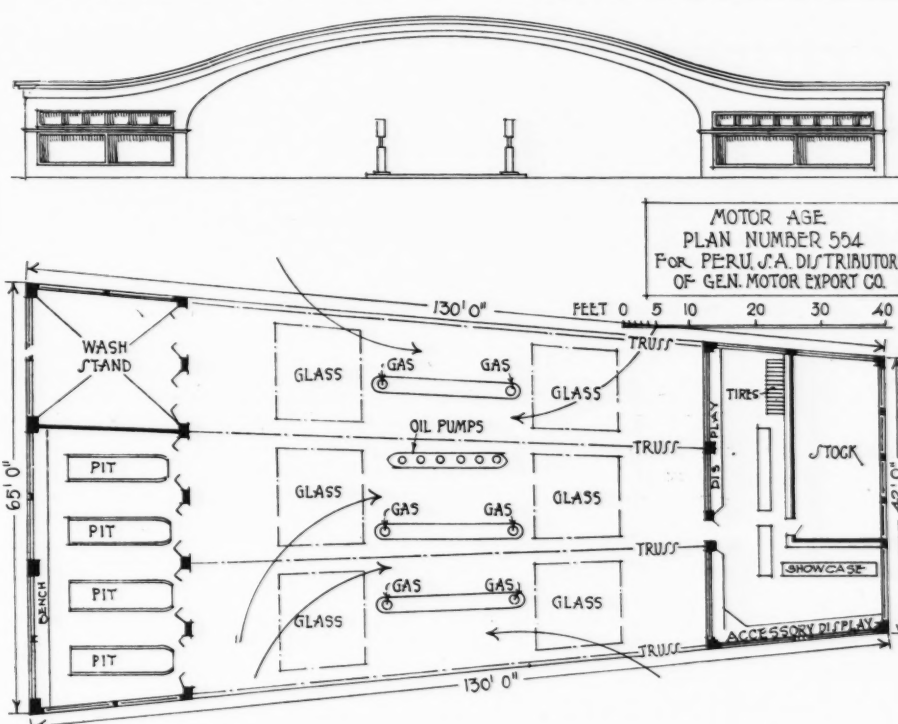 MOTOR AGE
PLAN NUMBER 554
FOR PERU, S.A. DISTRIBUTOR
OF GEN. MOTOR EXPORT CO.
FEET 0 5 10 20 30 40
130' 0"
65' 0"
WASH
STAND
PIT
PIT
PIT
PIT
BENCH
GLASS
GAS
GAS
GLASS
TRUSS
OIL PUMPS
TRUSS
GLASS
GAS
GAS
GLASS
TRUSS
GLASS
GAS
GAS
GLASS
TRUSS
DISPLAY
TIRES
STOCK
42' 0"
SHOWCASE
ACCESSORY DISPLAY
130' 0"